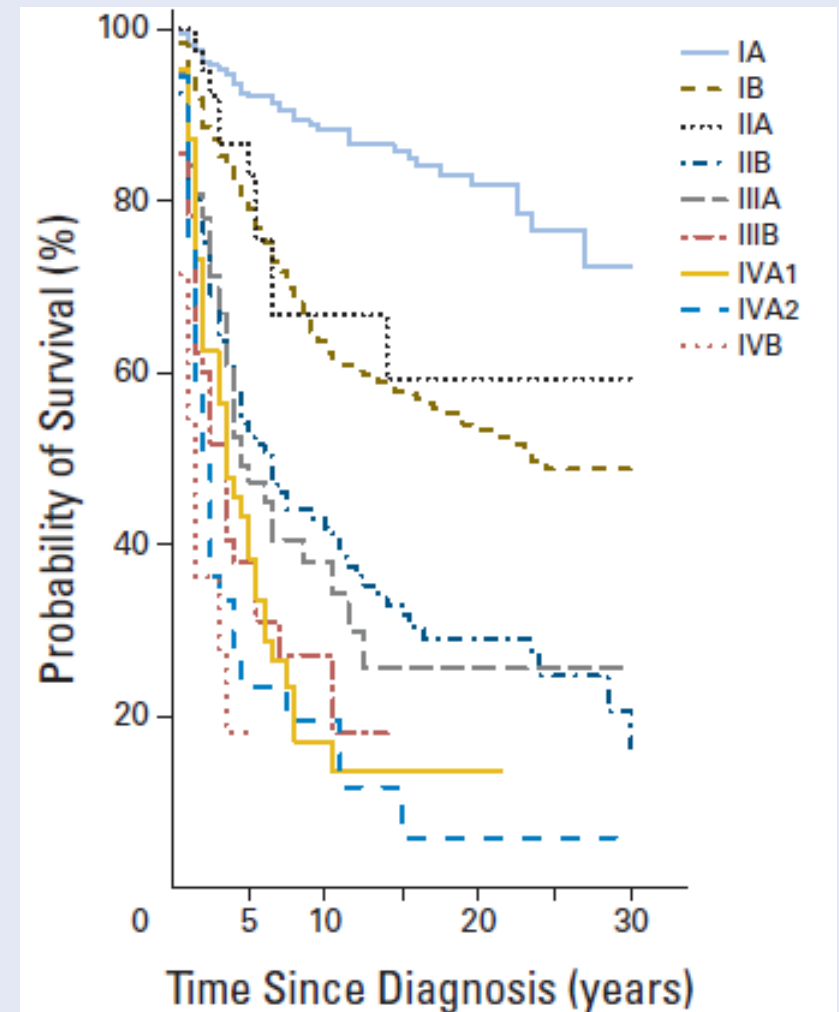 Probability of Survival (%)
100
80
60
40
20
0
5
10
20
30
Time Since Diagnosis (years)
IA
IB
IIA
IIB
IIIA
IIIB
IVA1
IVA2
IVB